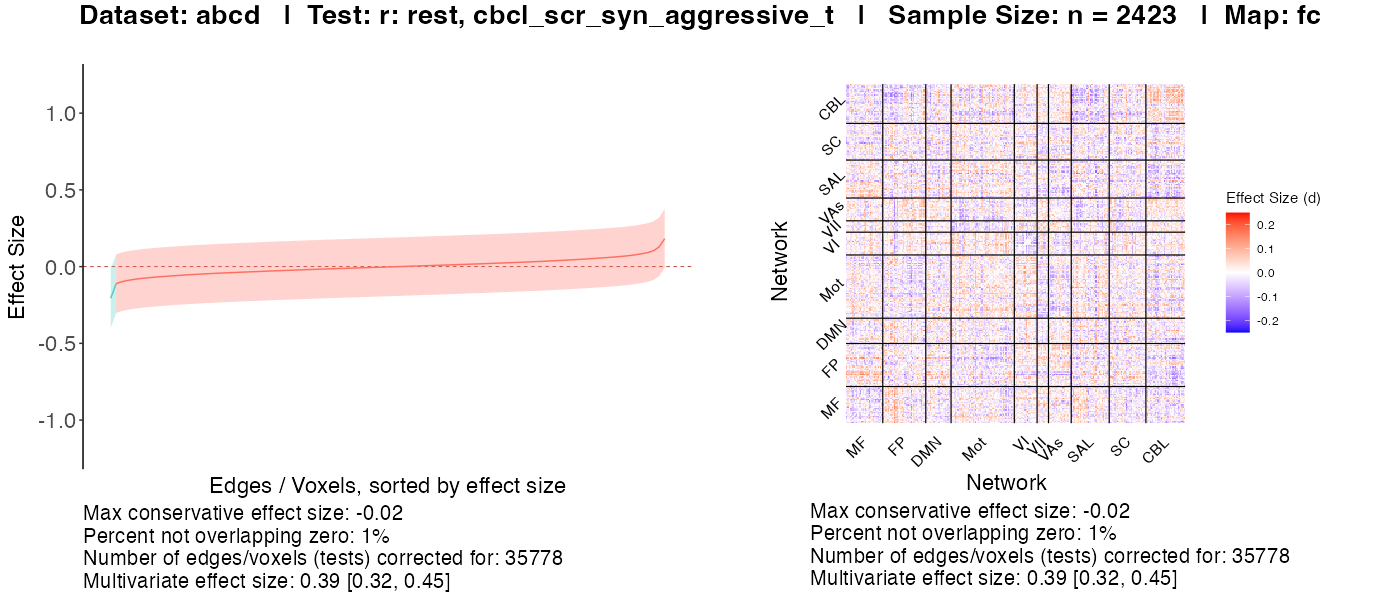 Dataset: abcd | Test: r: rest, cbcl_scr_syn_aggressive_t | Sample Size: n = 2423 | Map: fc
Effect Size
1.0
0.5
0.0
-0.5
-1.0
Edges / Voxels, sorted by effect size
Max conservative effect size: -0.02
Percent not overlapping zero: 1%
Number of edges/voxels (tests) corrected for: 35778
Multivariate effect size: 0.39 [0.32, 0.45]
Network
CBL
SC
SAL
VAs
VII
VI
Mot
DMN
FP
MF
MF FP DMN Mot VI VII VAs SAL SC CBL
Network
Effect Size (d)
0.2
0.1
0.0
-0.1
-0.2
Max conservative effect size: -0.02
Percent not overlapping zero: 1%
Number of edges/voxels (tests) corrected for: 35778
Multivariate effect size: 0.39 [0.32, 0.45]